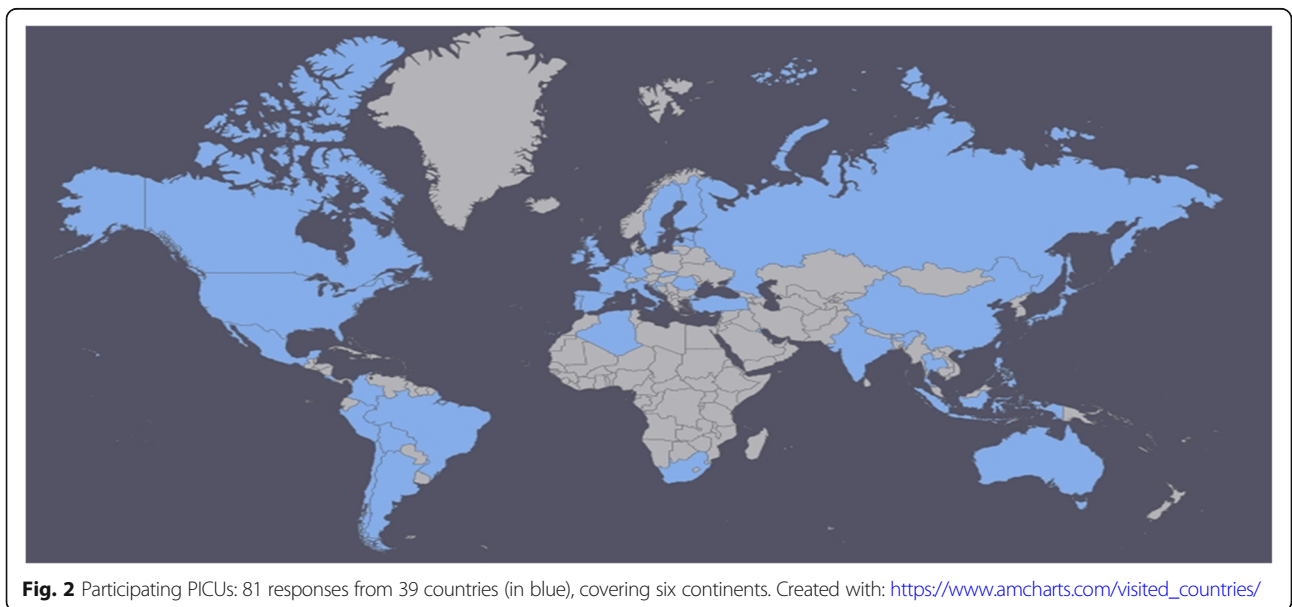 Fig. 2 Participating PICUs: 81 responses from 39 countries (in blue), covering six continents. Created with: https://www.amcharts.com/visited_countries/